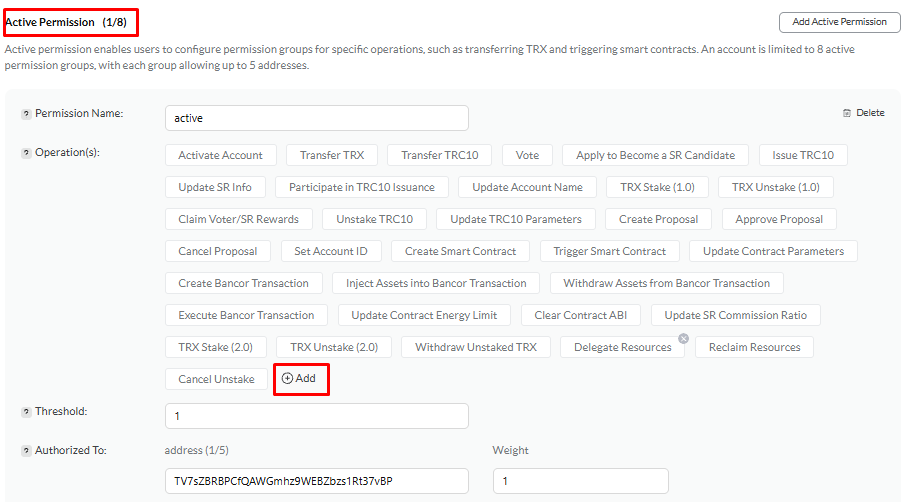 Active Permission (1/8)
Add Active Permission
Active permission enables users to configure permission groups for specific operations, such as transferring TRX and triggering smart contracts. An account is limited to 8 active
permission groups, with each group allowing up to 5 addresses.
? Permission Name:
active
Delete
? Operation(s):
Activate Account Transfer TRX Transfer TRC10 Vote Apply to Become a SR Candidate Issue TRC10
Update SR Info Participate in TRC10 Issuance Update Account Name TRX Stake (1.0) TRX Unstake (1.0)
Claim Voter/SR Rewards Unstake TRC10 Update TRC10 Parameters Create Proposal Approve Proposal
Cancel Proposal Set Account ID Create Smart Contract Trigger Smart Contract Update Contract Parameters
Create Bancor Transaction Inject Assets into Bancor Transaction Withdraw Assets from Bancor Transaction
Execute Bancor Transaction Update Contract Energy Limit Clear Contract ABI Update SR Commission Ratio
TRX Stake (2.0) TRX Unstake (2.0) Withdraw Unstaked TRX Delegate Resources Reclaim Resources
Cancel Unstake Add
? Threshold:
1
? Authorized To:
address (1/5) Weight
TV7sZBRBPCfQAWGmhz9WEBZbzs1Rt37vBP 1